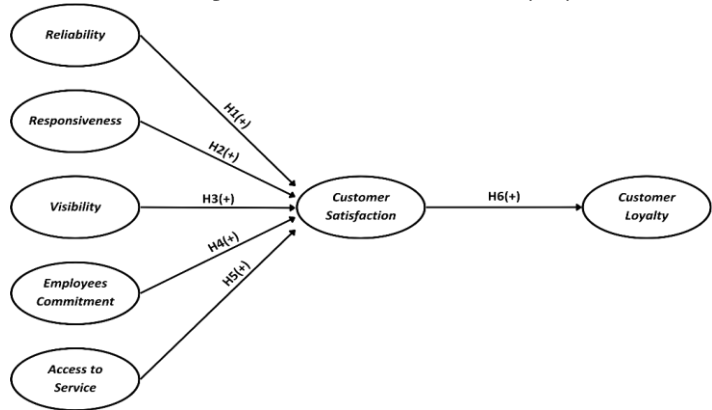 Reliability
H1(+)
Responsiveness
H2(+)
Visibility
H3(+)
Customer
Satisfaction
H6(+)
Customer
Loyalty
H4(+)
Employees
Commitment
H5(+)
Access to
Service